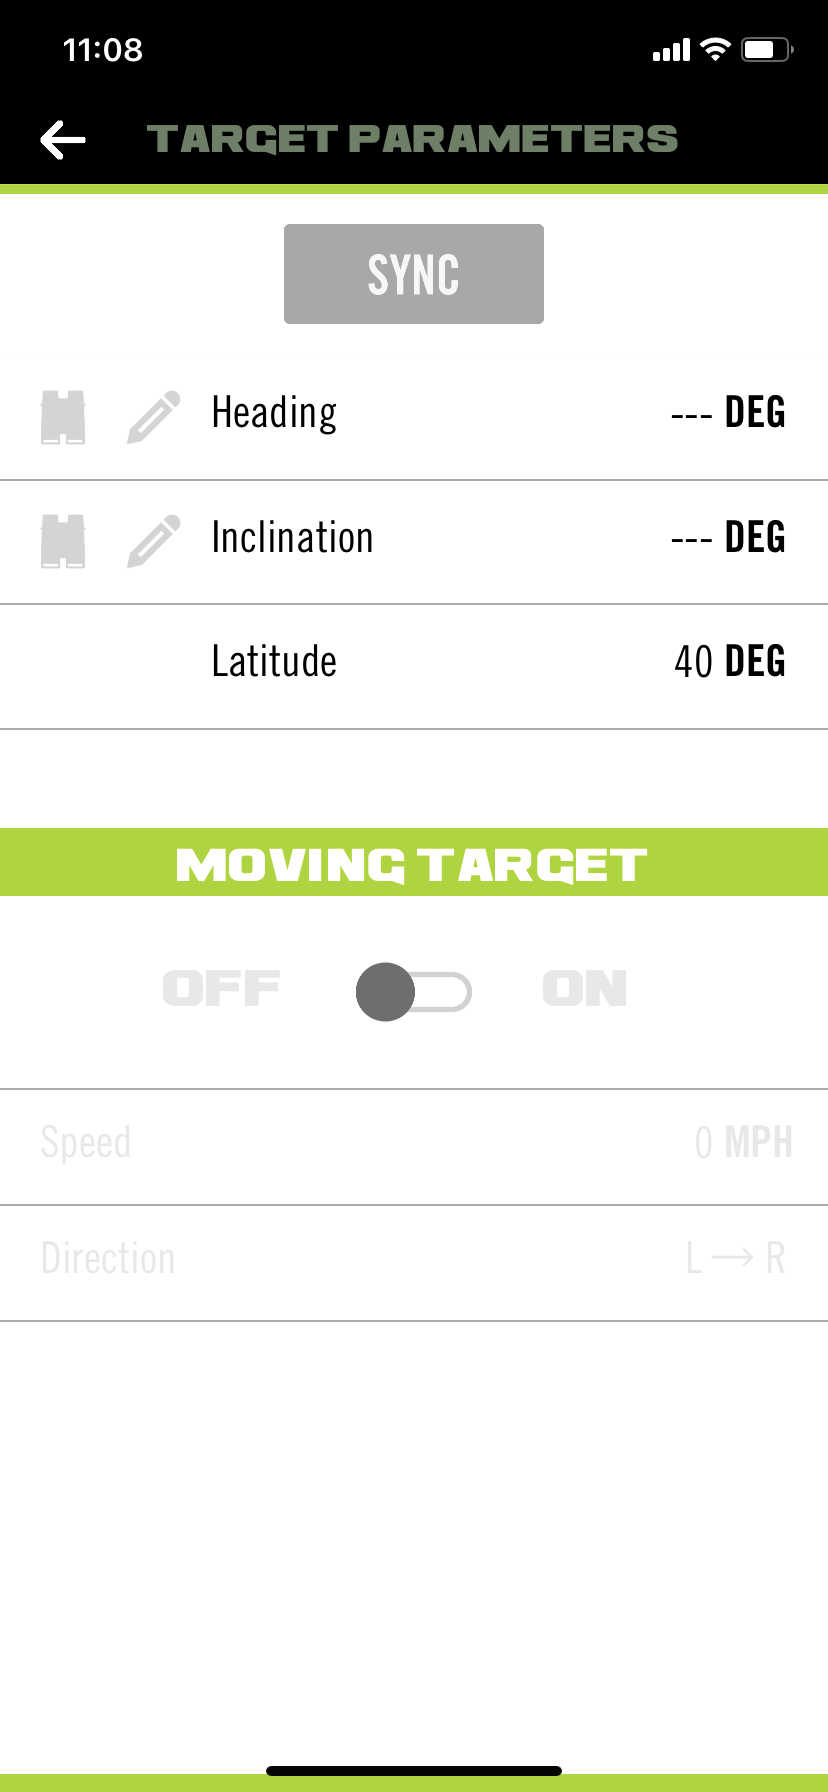 11:08
TARGET PARAMETERS
SYNC
Heading --- DEG
Inclination --- DEG
Latitude 40 DEG
MOVING TARGET
OFF ON
Speed 0 MPH
Direction L → R